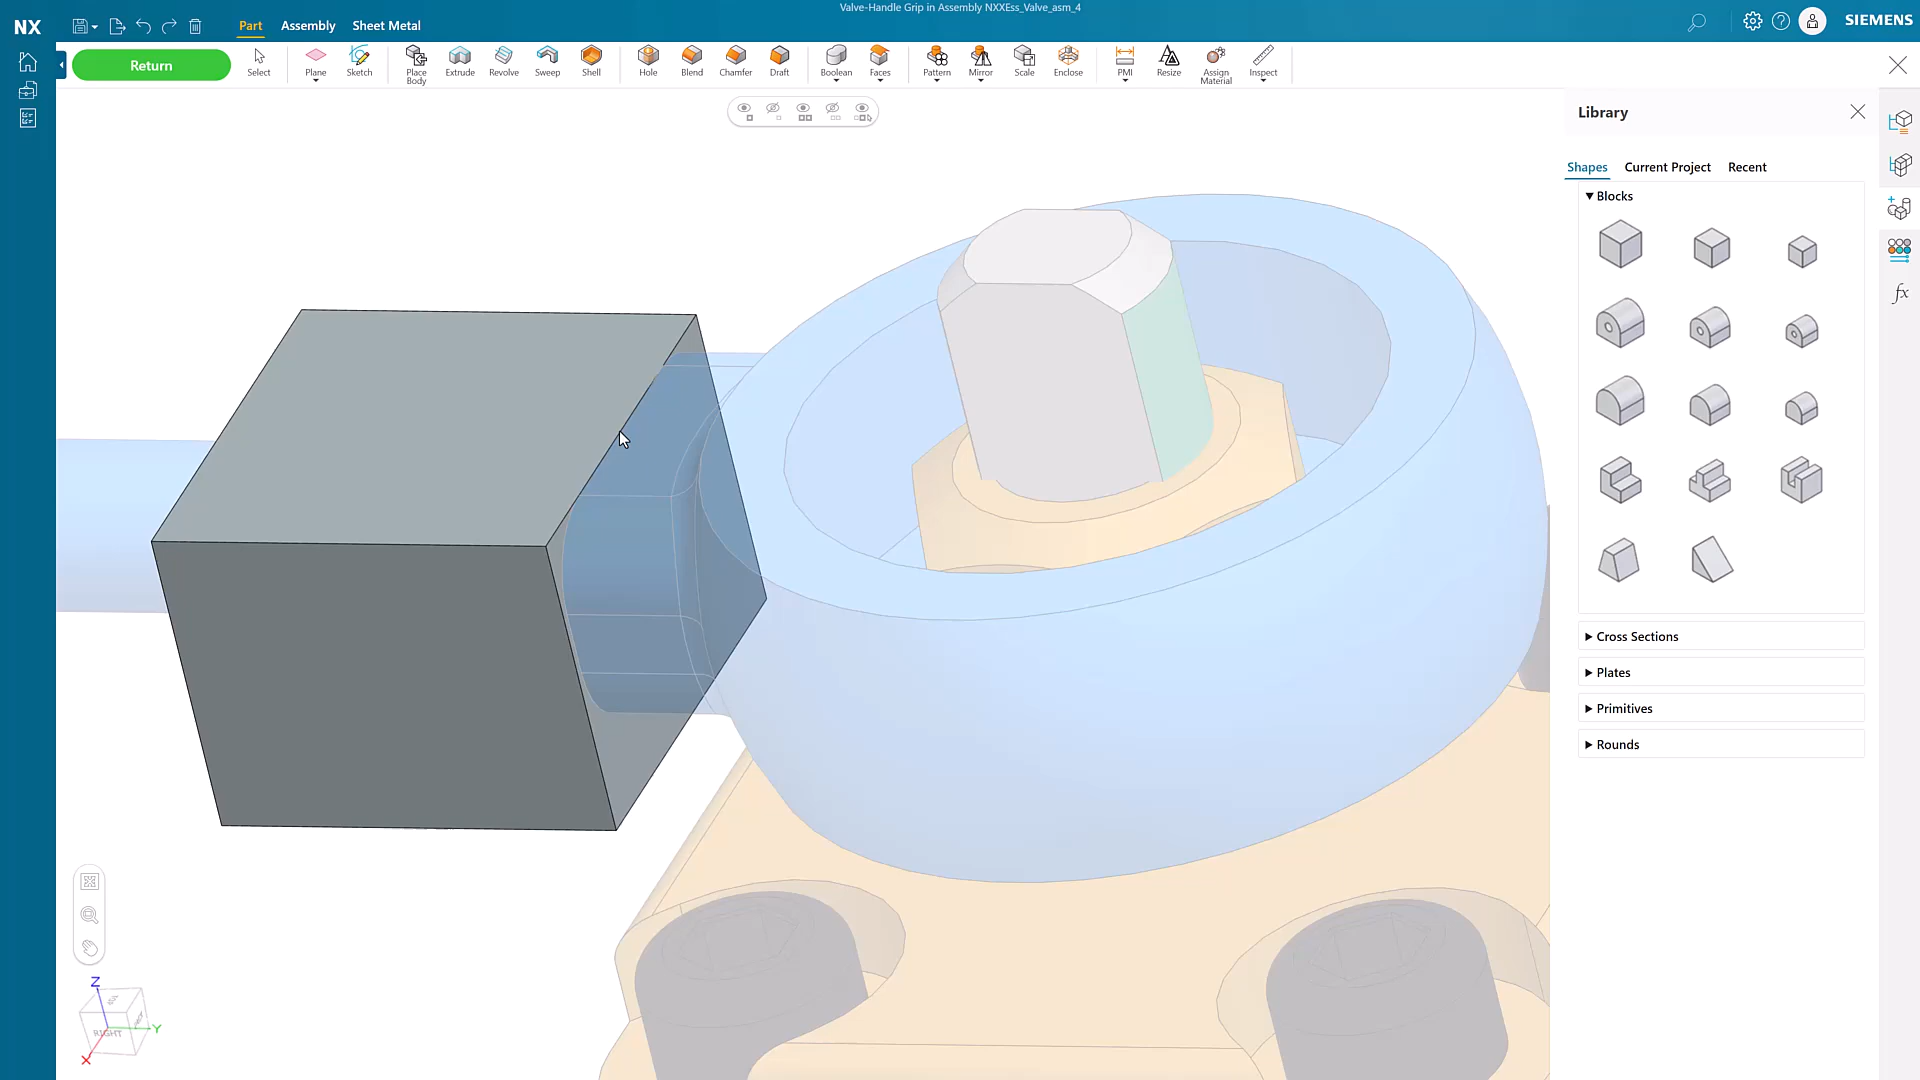 Valve-Handle Grip in Assembly NXXEss_Valve_asm_4
NX
Part
Assembly
Sheet Metal
SIEMENS
Return
Select
Plane
Sketch
Place Body
Extrude
Revolve
Sweep
Shell
Hole
Blend
Chamfer
Draft
Boolean
Faces
Pattern
Mirror
Scale
Enclose
PMI
Resize
Assign Material
Inspect
Library
Shapes
Current Project
Recent
Blocks
Cross Sections
Plates
Primitives
Rounds
fx
Z
RIGHT
Y
X